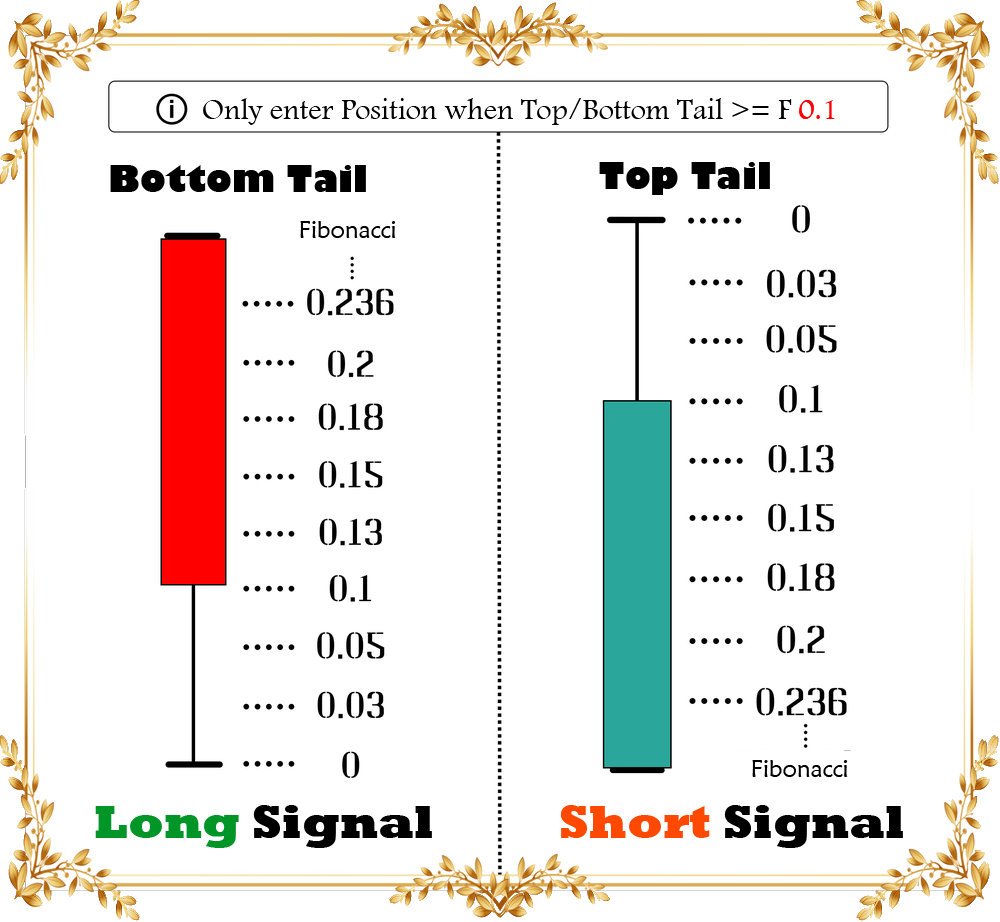 Only enter Position when Top/Bottom Tail >= F 0.1
Bottom Tail
Fibonacci
0.236
0.2
0.18
0.15
0.13
0.1
0.05
0.03
0
Long Signal
Top Tail
0
0.03
0.05
0.1
0.13
0.15
0.18
0.2
0.236
Fibonacci
Short Signal